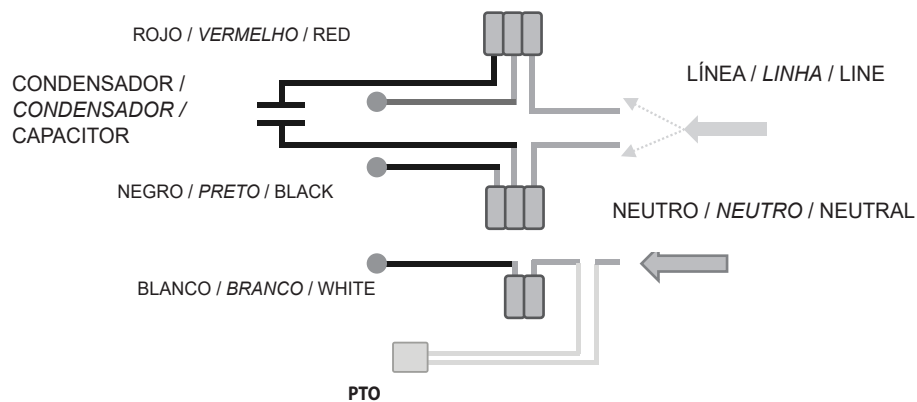 ROJO / VERMELHO / RED
CONDENSADOR /
CONDENSADOR /
CAPACITOR
LÍNEA / LINHA / LINE
NEGRO / PRETO / BLACK
NEUTRO / NEUTRO / NEUTRAL
BLANCO / BRANCO / WHITE
PTO